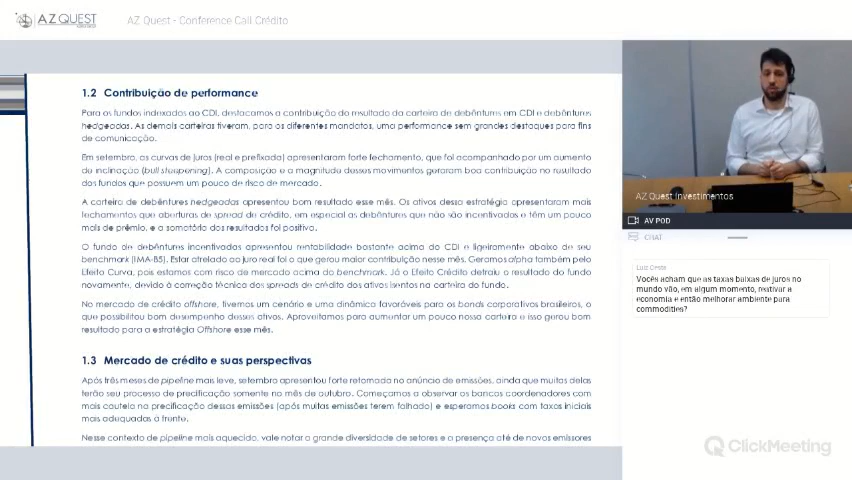 AZ QUEST
AZ Quest - Conference Call Crédito
1.2 Contribuição de performance
Para os fundos indexados ao CDI, destacamos a contribuição do resultado da carteira de debêntures em CDI e debêntures
hedgeadas. As demais carteiras tiveram, para os diferentes mandatos, uma performance sem grandes destaques para fins
de comunicação.
Em setembro, as curvas de juros (real e prefixada) apresentaram forte fechamento, que foi acompanhado por um aumento
de inclinação (bull steepening). A composição e a magnitude desses movimentos geraram boa contribuição no resultado
dos fundos que possuem um pouco de risco de mercado.
A carteira de debêntures hedgeadas apresentou bom resultado esse mês. Os ativos dessa estratégia apresentaram mais
fechamentos que aberturas de spread de crédito, em especial as debêntures que não são incentivadas e têm um pouco
mais de prêmio, e a somatória dos resultados foi positiva.
O fundo de debêntures incentivadas apresentou rentabilidade bastante acima do CDI e ligeiramente abaixo de seu
benchmark (IMA-B5). Estar atrelado ao juro real foi o que gerou maior contribuição nesse mês. Geramos alpha também pelo
Efeito Curva, pois estamos com risco de mercado acima do benchmark. Já o Efeito Crédito detraiu o resultado do fundo
novamente, devido à correção técnica dos spreads de crédito dos ativos isentos na carteira do fundo.
No mercado de crédito offshore, tivemos um cenário e uma dinâmica favoráveis para os bonds corporativos brasileiros, o
que possibilitou bom desempenho desses ativos. Aproveitamos para aumentar um pouco nossa carteira e isso gerou bom
resultado para a estratégia Offshore esse mês.
1.3 Mercado de crédito e suas perspectivas
Após três meses de pipeline mais leve, setembro apresentou forte retomada no anúncio de emissões, ainda que muitas delas
terão seu processo de precificação somente no mês de outubro. Começamos a observar os bancos coordenadores com
mais cautela na precificação dessas emissões (após muitas emissões terem falhado) e esperamos books com taxas iniciais
mais adequadas à frente.
Nesse contexto de pipeline mais aquecido, vale notar a grande diversidade de setores e a presença até de novos emissores
AZ Quest Investimentos
AV POD
CHAT
Luiz
Vocês acham que as taxas baixas de juros no
mundo vão, em algum momento, reativar a
economia e então melhorar ambiente para
commodities?
ClickMeeting